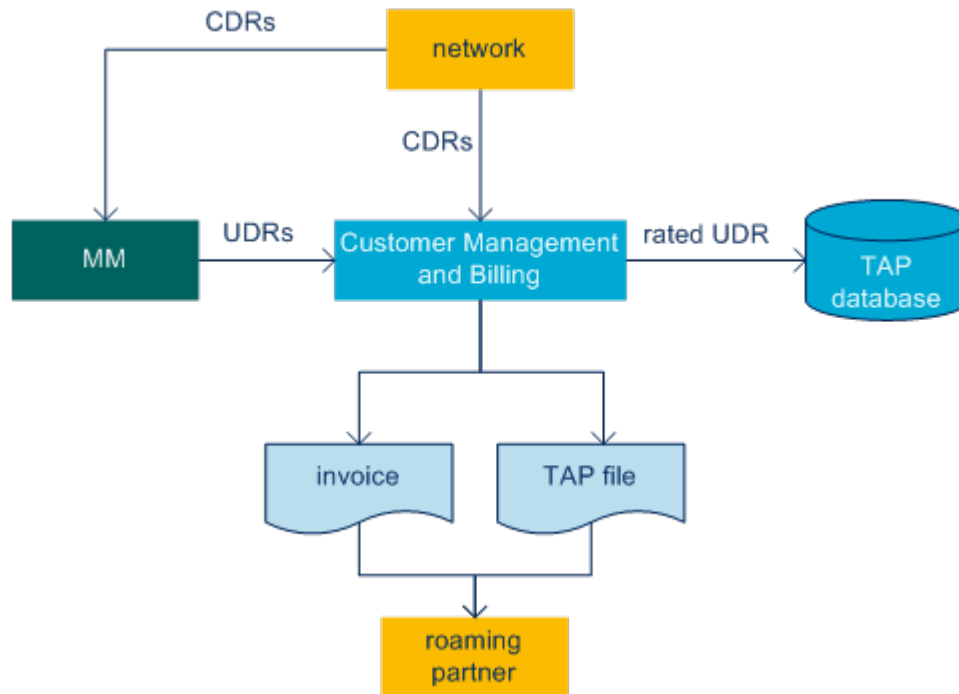 CDRs
network
CDRs
MM
UDRs
Customer Management
and Billing
rated UDR
TAP
database
invoice
TAP file
roaming
partner